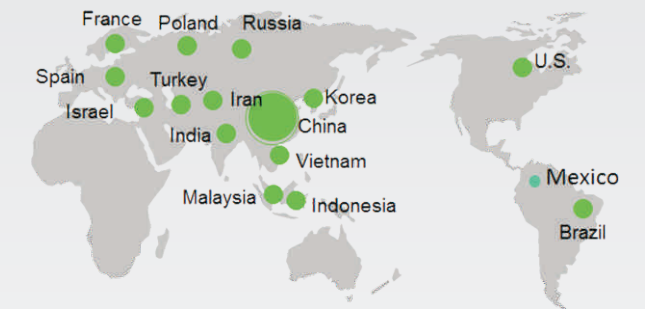 France
Poland
Russia
U.S.
Spain
Turkey
Israel
Iran
Korea
China
India
Vietnam
Mexico
Malaysia
Indonesia
Brazil